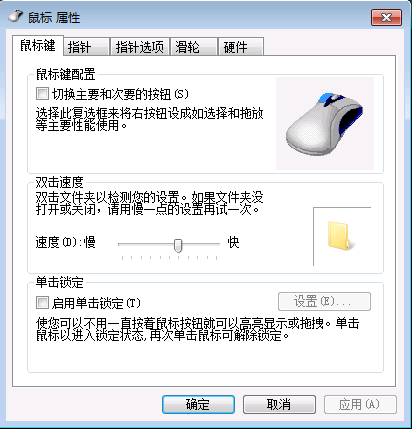 鼠标 属性
鼠标键 指针 指针选项 滑轮 硬件
鼠标键配置
切换主要和次要的按钮(S)
选择此复选框来将右按钮设成如选择和拖放
等主要性能使用。
双击速度
双击文件夹以检测您的设置。如果文件夹没
打开或关闭，请用慢一点的设置再试一次。
速度(D):慢 快
单击锁定
启用单击锁定(T) 设置(E)...
使您可以不用一直按着鼠标按钮就可以高亮显示或拖拽。单击
鼠标以进入锁定状态,再次单击鼠标可解除锁定。
确定 取消 应用(A)